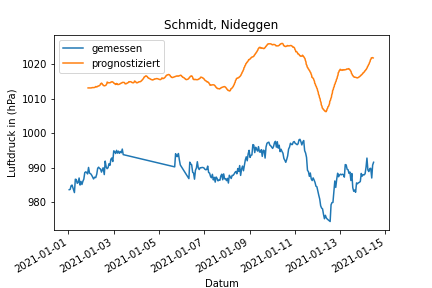 Schmidt, Nideggen
gemessen
prognostiziert
Luftdruck in (hPa)
1020
1010
1000
990
980
2021-01-01
2021-01-03
2021-01-05
2021-01-07
2021-01-09
2021-01-11
2021-01-13
2021-01-15
Datum